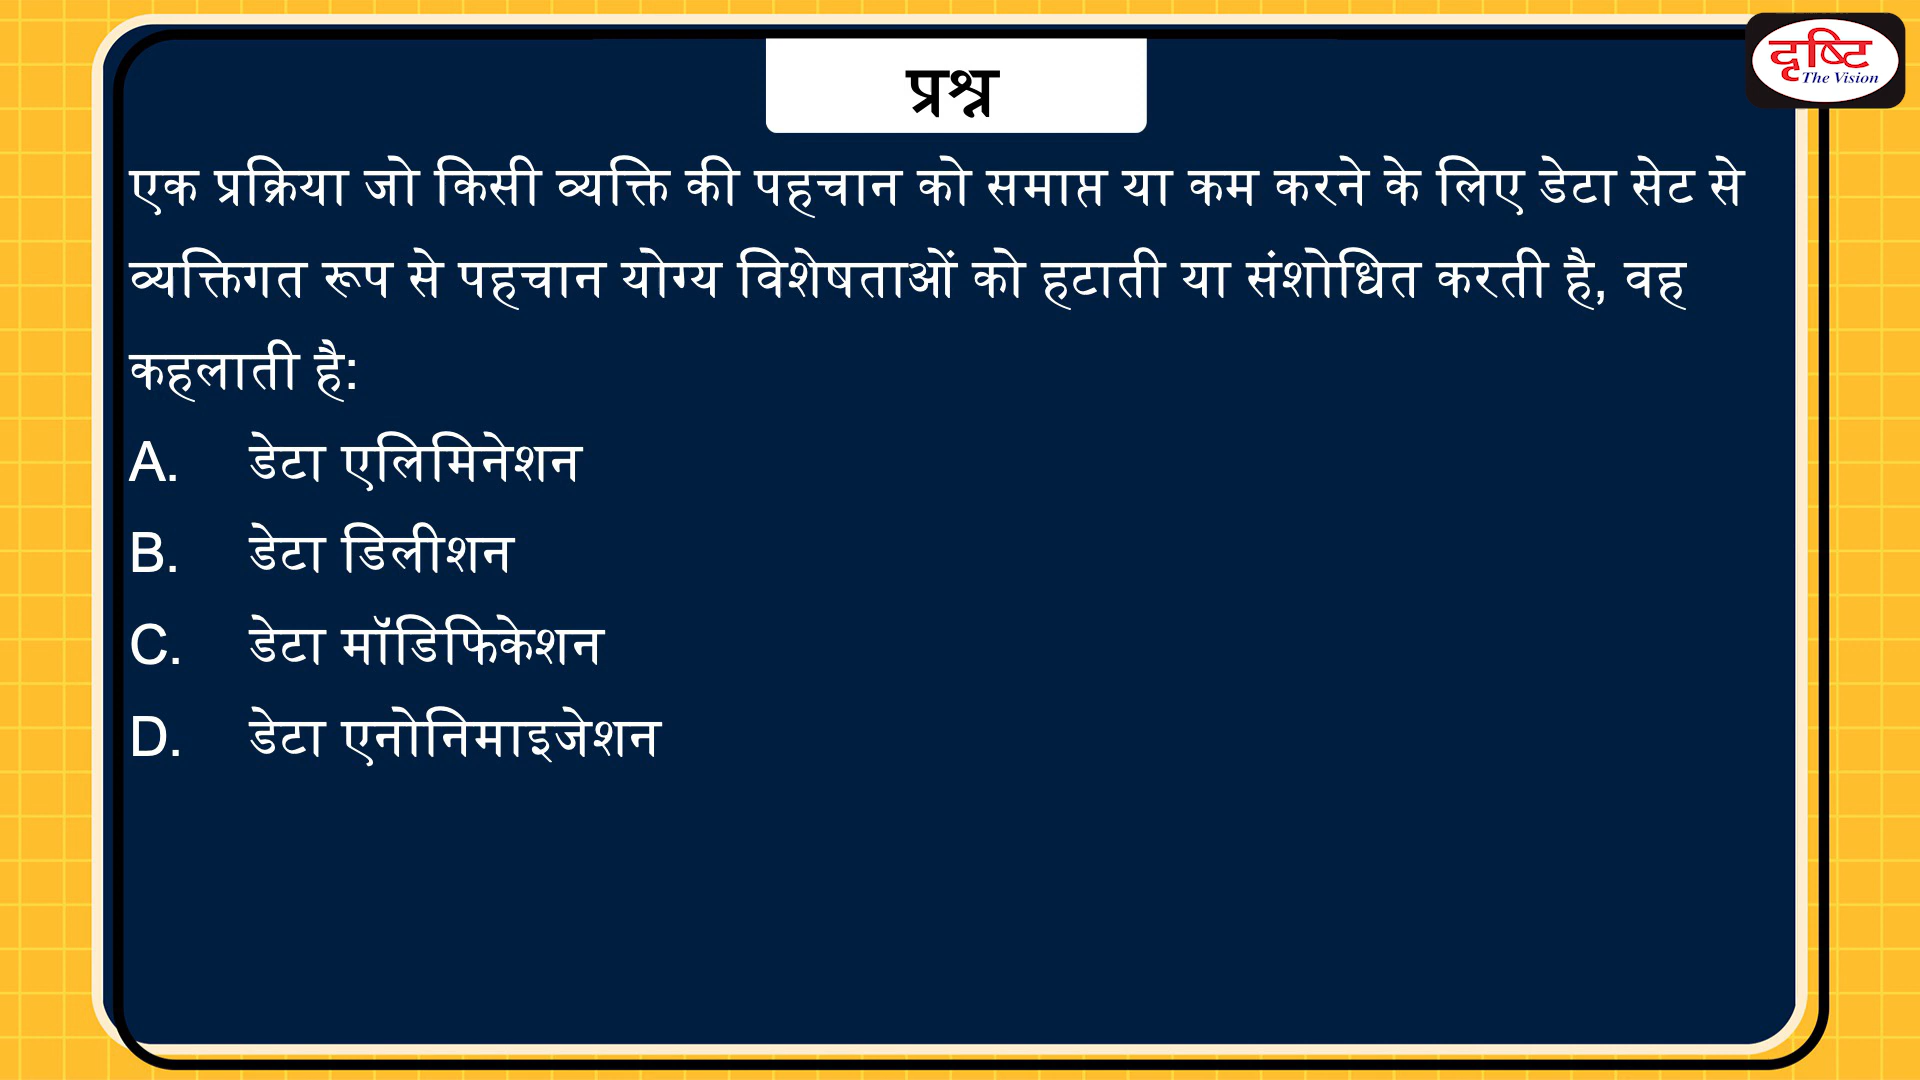 दृष्टि
The Vision
प्रश्न
एक प्रक्रिया जो किसी व्यक्ति की पहचान को समाप्त या कम करने के लिए डेटा सेट से
व्यक्तिगत रूप से पहचान योग्य विशेषताओं को हटाती या संशोधित करती है, वह
कहलाती है:
A. डेटा एलिमिनेशन
B. डेटा डिलीशन
C. डेटा मॉडिफिकेशन
D. डेटा एनोनिमाइजेशन